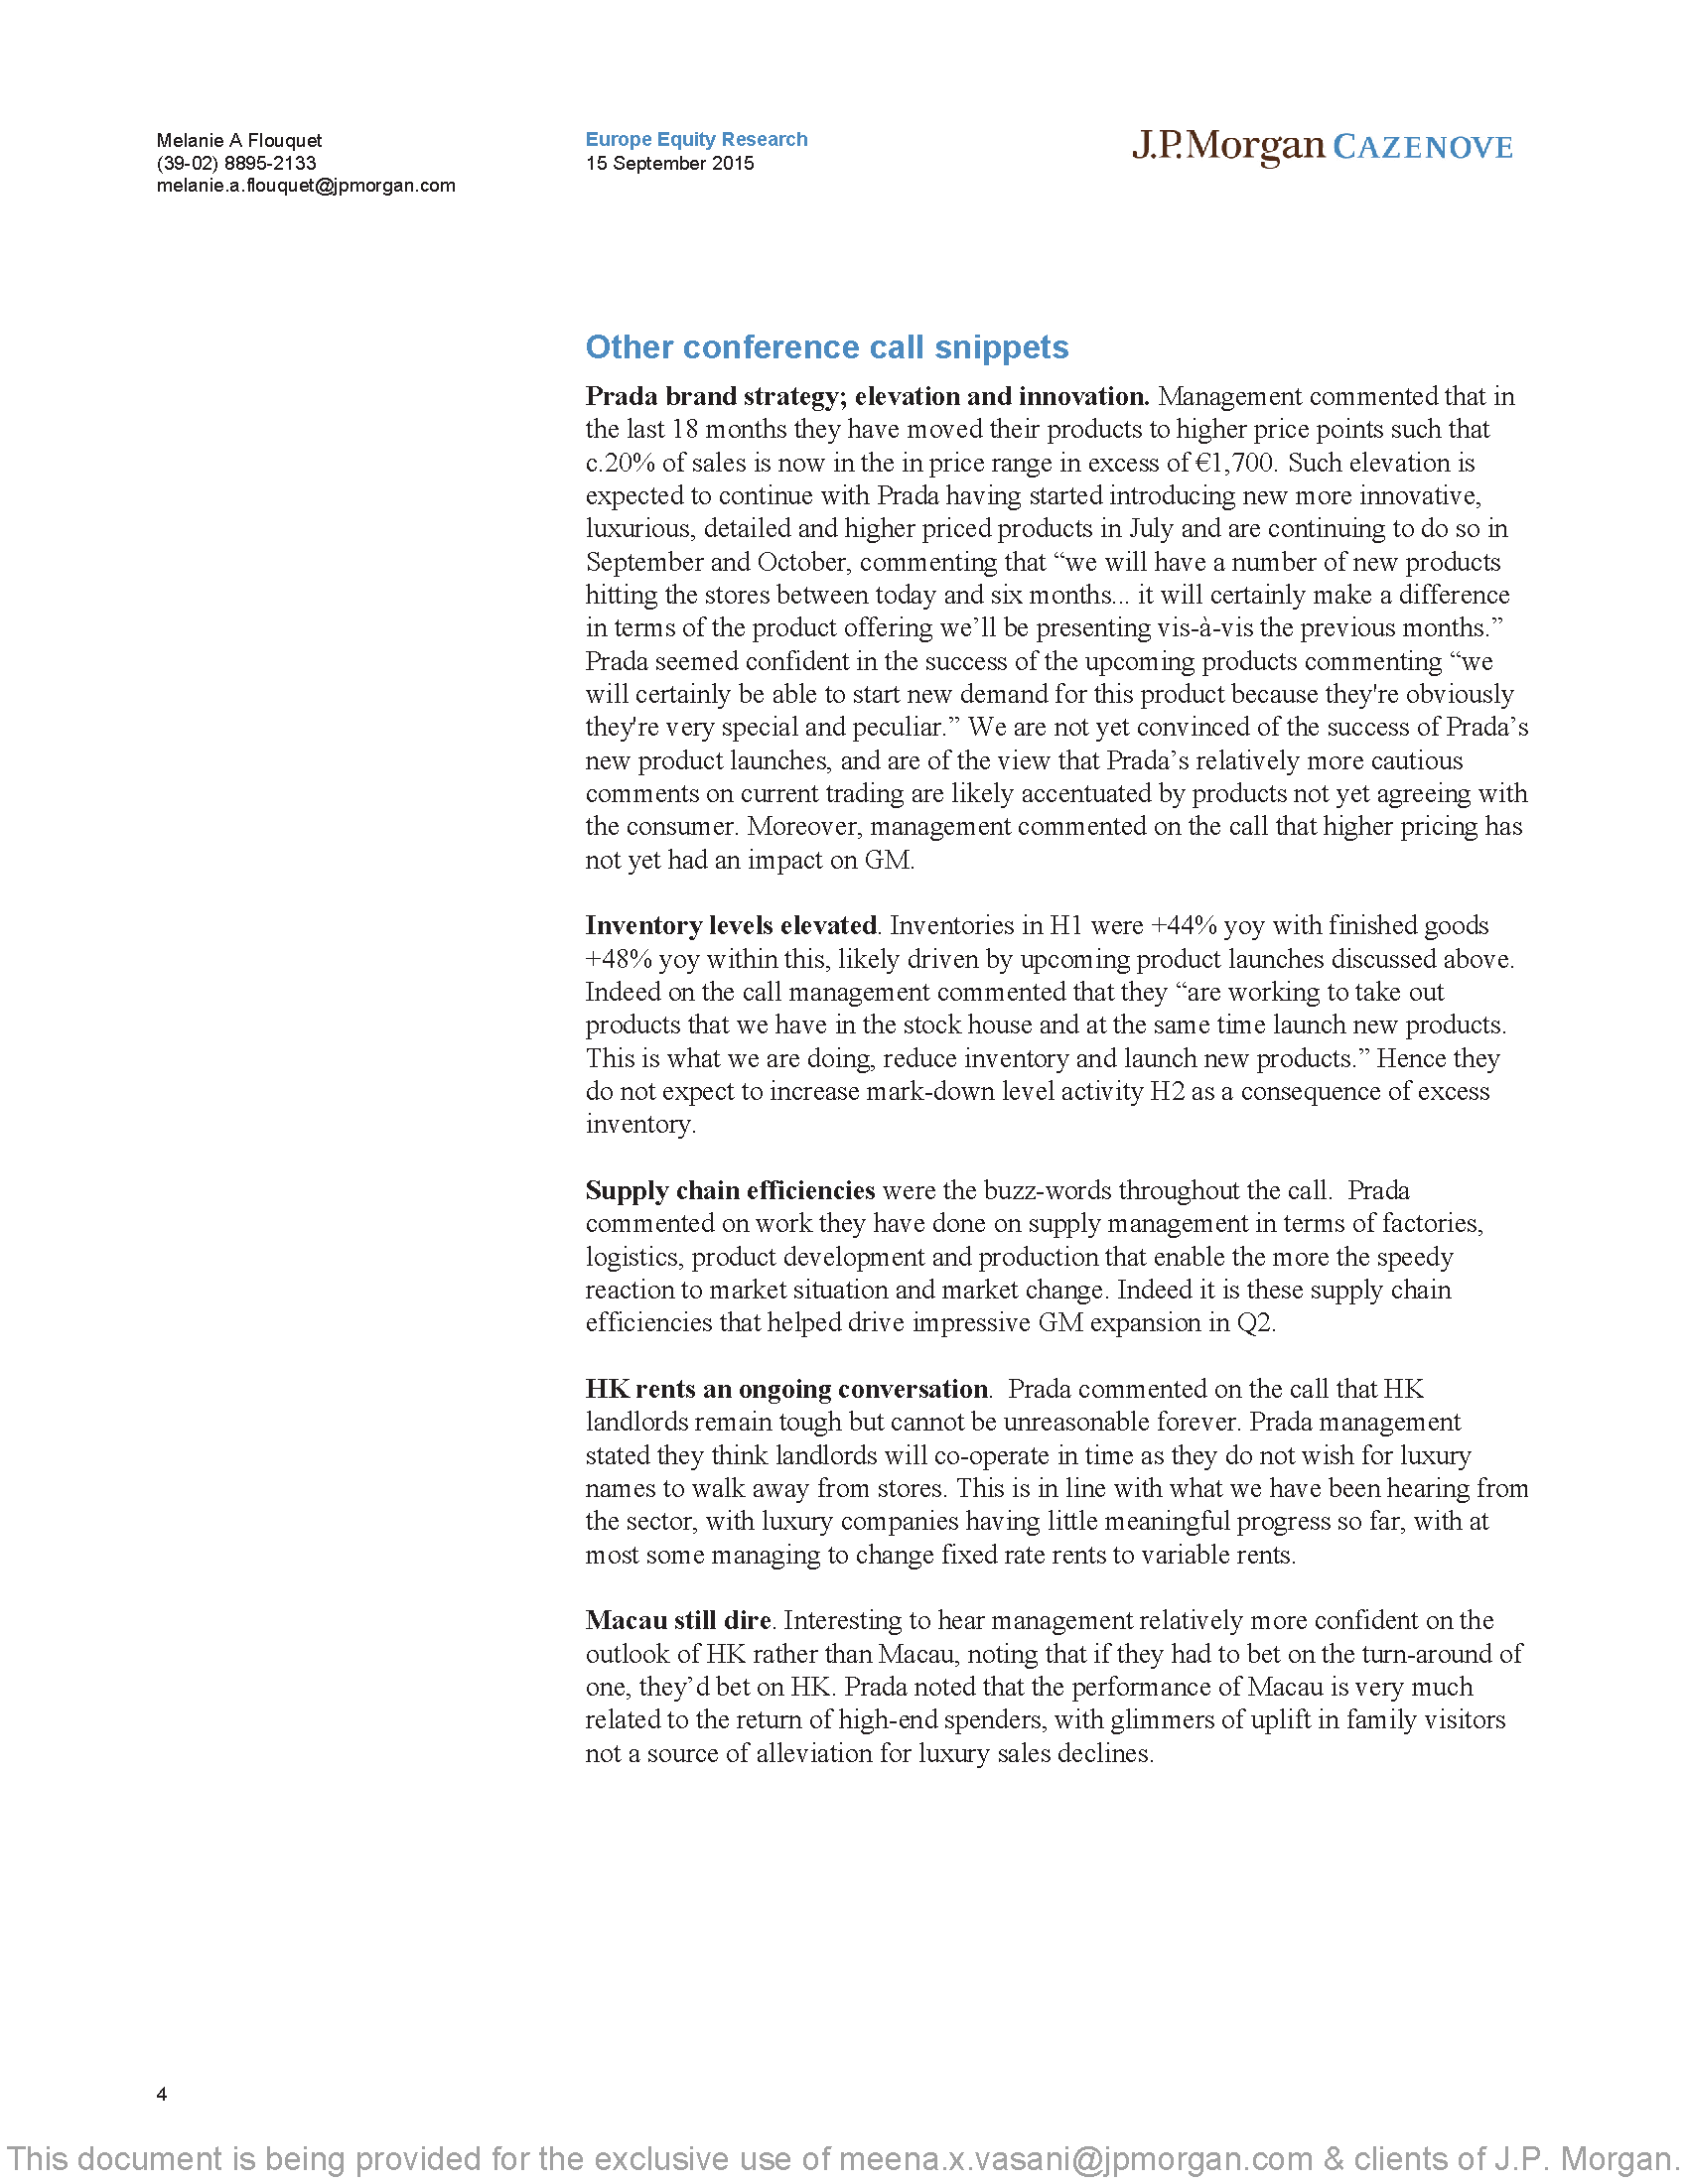 Melanie A Flouquet
(39-02) 8895-2133
melanie.a.flouquet@jpmorgan.com
Europe Equity Research
15 September 2015
J.P.Morgan CAZENOVE
Other conference call snippets
Prada brand strategy; elevation and innovation. Management commented that in
the last 18 months they have moved their products to higher price points such that
c.20% of sales is now in the in price range in excess of €1,700. Such elevation is
expected to continue with Prada having started introducing new more innovative,
luxurious, detailed and higher priced products in July and are continuing to do so in
September and October, commenting that “we will have a number of new products
hitting the stores between today and six months... it will certainly make a difference
in terms of the product offering we’ll be presenting vis-à-vis the previous months.”
Prada seemed confident in the success of the upcoming products commenting “we
will certainly be able to start new demand for this product because they're obviously
they're very special and peculiar.” We are not yet convinced of the success of Prada’s
new product launches, and are of the view that Prada’s relatively more cautious
comments on current trading are likely accentuated by products not yet agreeing with
the consumer. Moreover, management commented on the call that higher pricing has
not yet had an impact on GM.
Inventory levels elevated. Inventories in H1 were +44% yoy with finished goods
+48% yoy within this, likely driven by upcoming product launches discussed above.
Indeed on the call management commented that they “are working to take out
products that we have in the stock house and at the same time launch new products.
This is what we are doing, reduce inventory and launch new products.” Hence they
do not expect to increase mark-down level activity H2 as a consequence of excess
inventory.
Supply chain efficiencies were the buzz-words throughout the call.  Prada
commented on work they have done on supply management in terms of factories,
logistics, product development and production that enable the more the speedy
reaction to market situation and market change. Indeed it is these supply chain
efficiencies that helped drive impressive GM expansion in Q2.
HK rents an ongoing conversation.  Prada commented on the call that HK
landlords remain tough but cannot be unreasonable forever. Prada management
stated they think landlords will co-operate in time as they do not wish for luxury
names to walk away from stores. This is in line with what we have been hearing from
the sector, with luxury companies having little meaningful progress so far, with at
most some managing to change fixed rate rents to variable rents.
Macau still dire. Interesting to hear management relatively more confident on the
outlook of HK rather than Macau, noting that if they had to bet on the turn-around of
one, they’d bet on HK. Prada noted that the performance of Macau is very much
related to the return of high-end spenders, with glimmers of uplift in family visitors
not a source of alleviation for luxury sales declines.
4
This document is being provided for the exclusive use of meena.x.vasani@jpmorgan.com & clients of J.P. Morgan.